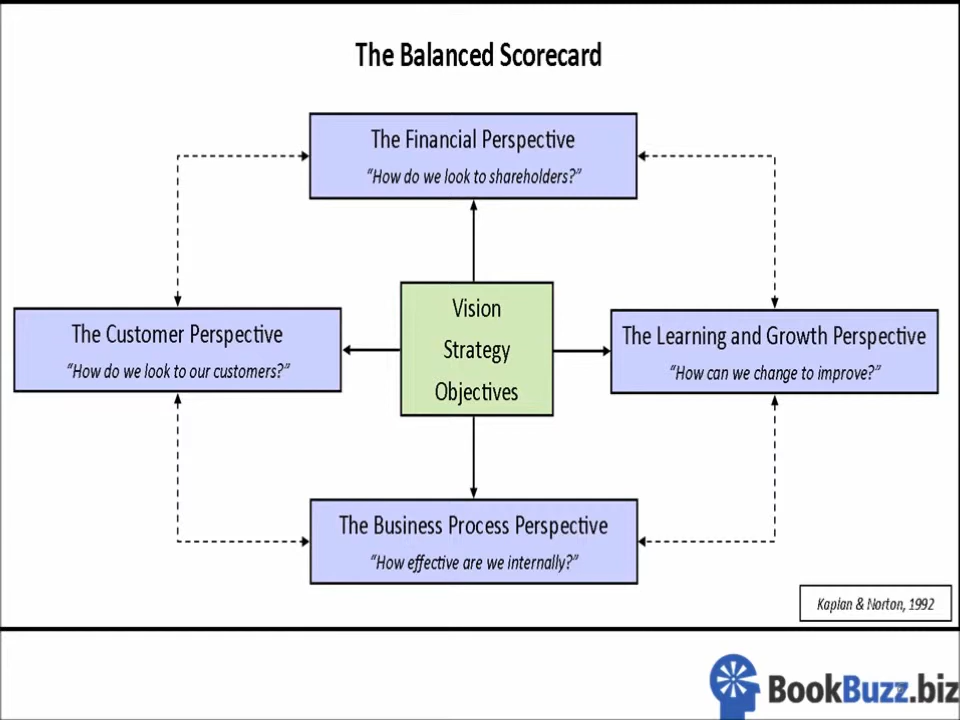 The Balanced Scorecard
The Financial Perspective
"How do we look to shareholders?"
The Customer Perspective
"How do we look to our customers?"
Vision
Strategy
Objectives
The Learning and Growth Perspective
"How can we change to improve?"
The Business Process Perspective
"How effective are we internally?"
Kaplan & Norton, 1992
BookBuzz.biz